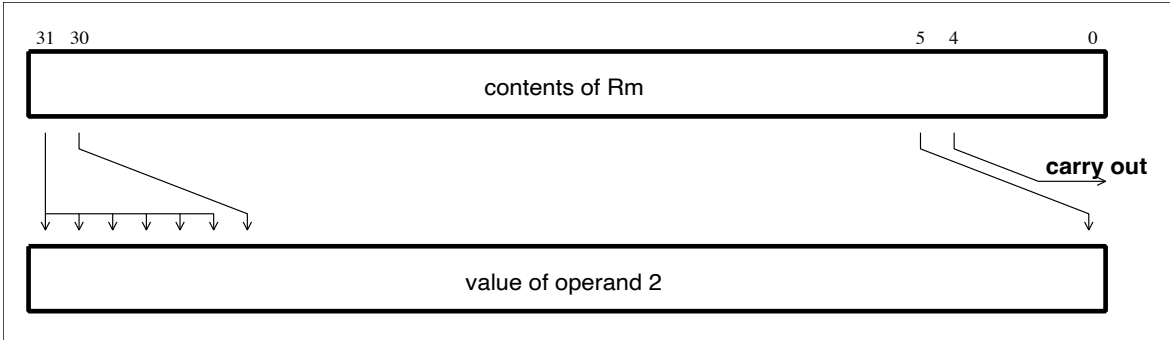 31 30 5 4 0
contents of Rm
carry out
value of operand 2